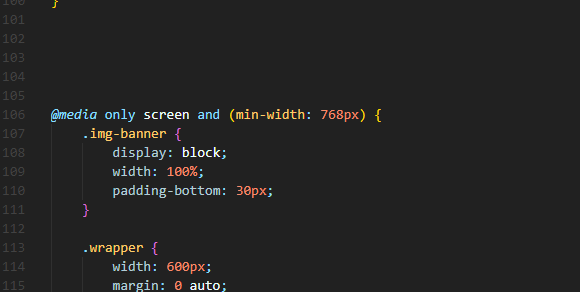 100 }
101
102
103
104
105
106 @media only screen and (min-width: 768px) {
107 .img-banner {
108 display: block;
109 width: 100%;
110 padding-bottom: 30px;
111 }
112
113 .wrapper {
114 width: 600px;
115 margin: 0 auto;